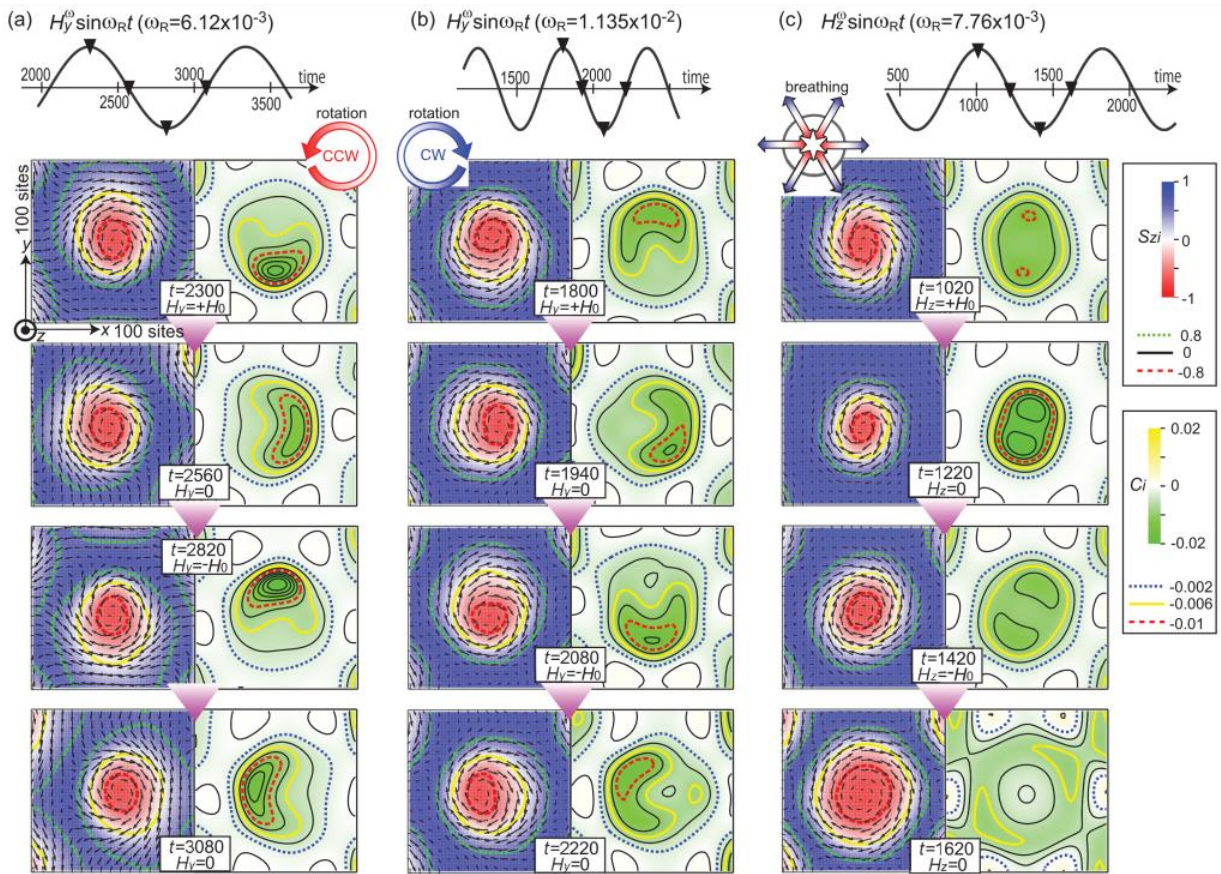 (a) H_y^ω sinω_R t (ω_R=6.12x10⁻³)
2000 3000 time
2500 3500
rotation
CCW
y 100 sites
x 100 sites
z
t=2300
H_y=+H_0
t=2560
H_y=0
t=2820
H_y=-H_0
t=3080
H_y=0
(b) H_y^ω sinω_R t (ω_R=1.135x10⁻²)
time
1500 2000
rotation
CW
t=1800
H_y=+H_0
t=1940
H_y=0
t=2080
H_y=-H_0
t=2220
H_y=0
(c) H_z^ω sinω_R t (ω_R=7.76x10⁻³)
breathing
500 1500 time
1000 2000
t=1020
H_z=+H_0
t=1220
H_z=0
t=1420
H_z=-H_0
t=1620
H_z=0
1
Szi 0
-1
0.8
0
-0.8
0.02
Ci 0
-0.02
-0.002
-0.006
-0.01